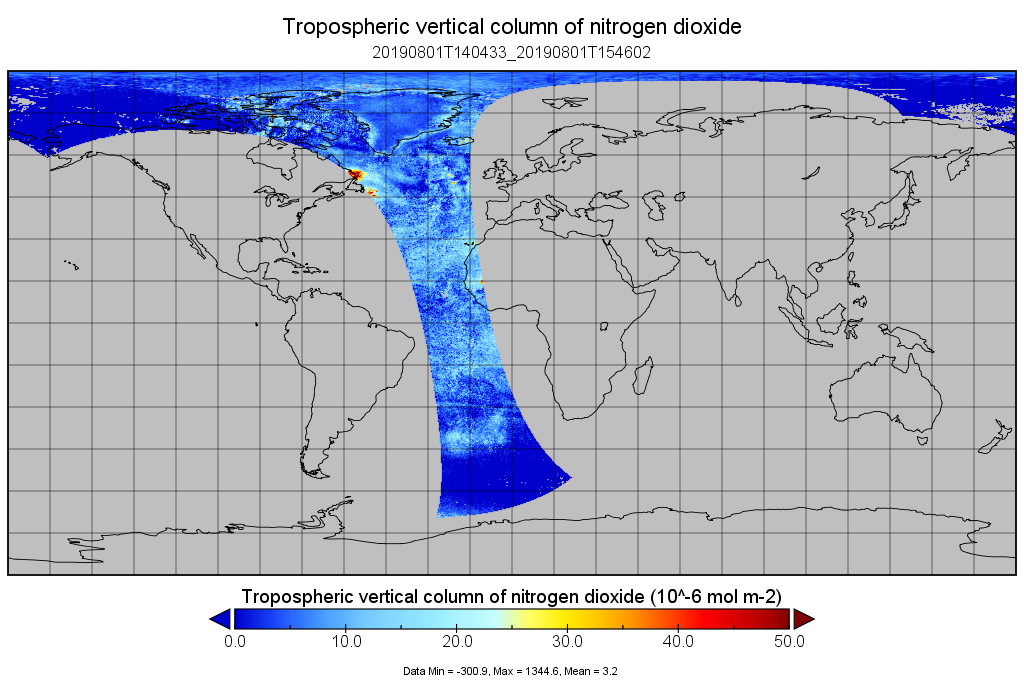 Tropospheric vertical column of nitrogen dioxide
20190801T140433_20190801T154602
Tropospheric vertical column of nitrogen dioxide (10^-6 mol m-2)
0.0 10.0 20.0 30.0 40.0 50.0
Data Min = -300.9, Max = 1344.6, Mean = 3.2